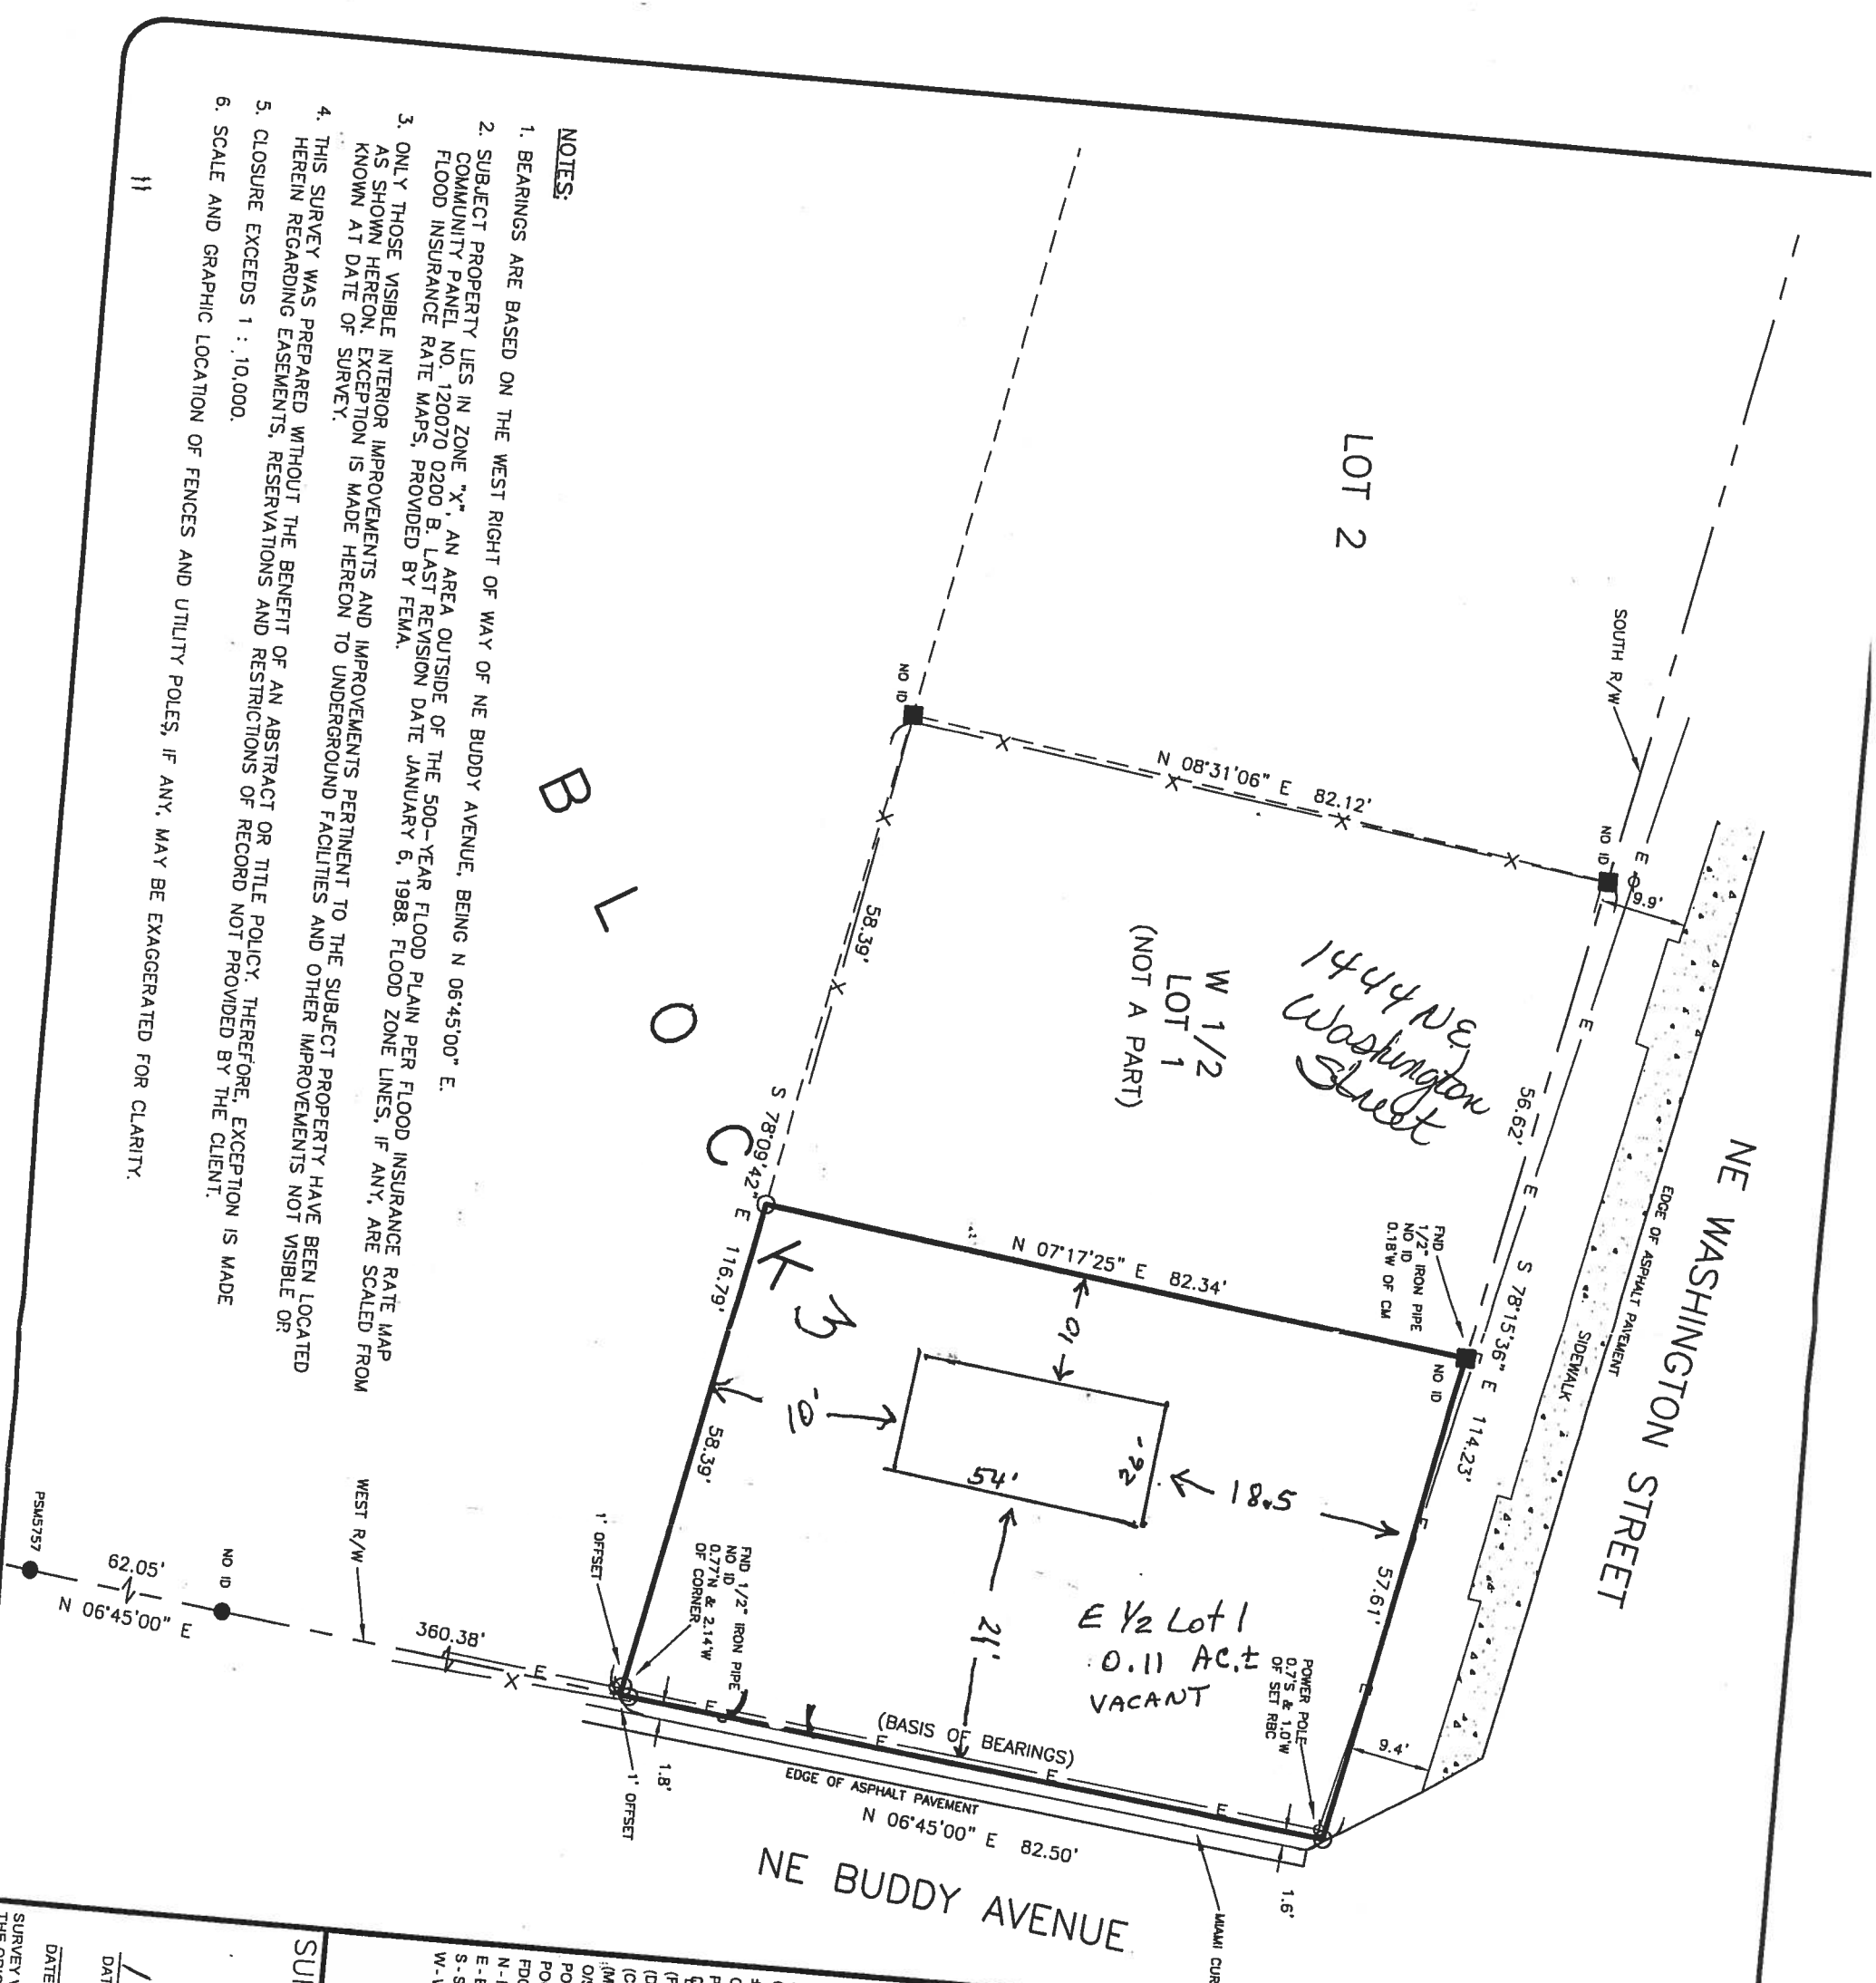 NE WASHINGTON STREET
EDGE OF ASPHALT PAVEMENT
SIDEWALK
SOUTH R/W
LOT 2
NO ID
9.9'
E
E
E
E
56.62'
S 78°15'36" E 114.23'
NO ID
N 08°31'06" E 82.12'
1444 NE
Washington
Street
W 1/2
LOT 1
(NOT A PART)
FND
1/2" IRON PIPE
NO ID
0.18'W OF CM
NO ID
57.61'
9.4'
POWER POLE
0.7'S & 1.0'W
OF SET RBC
N 07°17'25" E 82.34'
10'
18.5
26'
54'
10'
21'
E 1/2 Lot 1
0.11 AC.±
VACANT
NO ID
58.39'
S 78°09'42" E 116.79'
58.39'
BLOCK 3
FND 1/2" IRON PIPE
NO ID
0.77'N & 2.14'W
OF CORNER
1' OFFSET
1' OFFSET
1.8'
1.6'
(BASIS OF BEARINGS)
EDGE OF ASPHALT PAVEMENT
N 06°45'00" E 82.50'
MIAMI CUR
NE BUDDY AVENUE
WEST R/W
360.38'
NO ID
62.05'
N 06°45'00" E
PSM5757
NOTES:
1. BEARINGS ARE BASED ON THE WEST RIGHT OF WAY OF NE BUDDY AVENUE, BEING N 06°45'00" E.
2. SUBJECT PROPERTY LIES IN ZONE "X", AN AREA OUTSIDE OF THE 500-YEAR FLOOD PLAIN PER FLOOD INSURANCE RATE MAP
COMMUNITY PANEL NO. 120070 0200 B. LAST REVISION DATE JANUARY 6, 1988. FLOOD ZONE LINES, IF ANY, ARE SCALED FROM
FLOOD INSURANCE RATE MAPS, PROVIDED BY FEMA.
3. ONLY THOSE VISIBLE INTERIOR IMPROVEMENTS AND IMPROVEMENTS PERTINENT TO THE SUBJECT PROPERTY HAVE BEEN LOCATED
AS SHOWN HEREON. EXCEPTION IS MADE HEREON TO UNDERGROUND FACILITIES AND OTHER IMPROVEMENTS NOT VISIBLE OR
KNOWN AT DATE OF SURVEY.
4. THIS SURVEY WAS PREPARED WITHOUT THE BENEFIT OF AN ABSTRACT OR TITLE POLICY. THEREFORE, EXCEPTION IS MADE
HEREIN REGARDING EASEMENTS, RESERVATIONS AND RESTRICTIONS OF RECORD NOT PROVIDED BY THE CLIENT.
5. CLOSURE EXCEEDS 1 : 10,000.
6. SCALE AND GRAPHIC LOCATION OF FENCES AND UTILITY POLES, IF ANY, MAY BE EXAGGERATED FOR CLARITY.